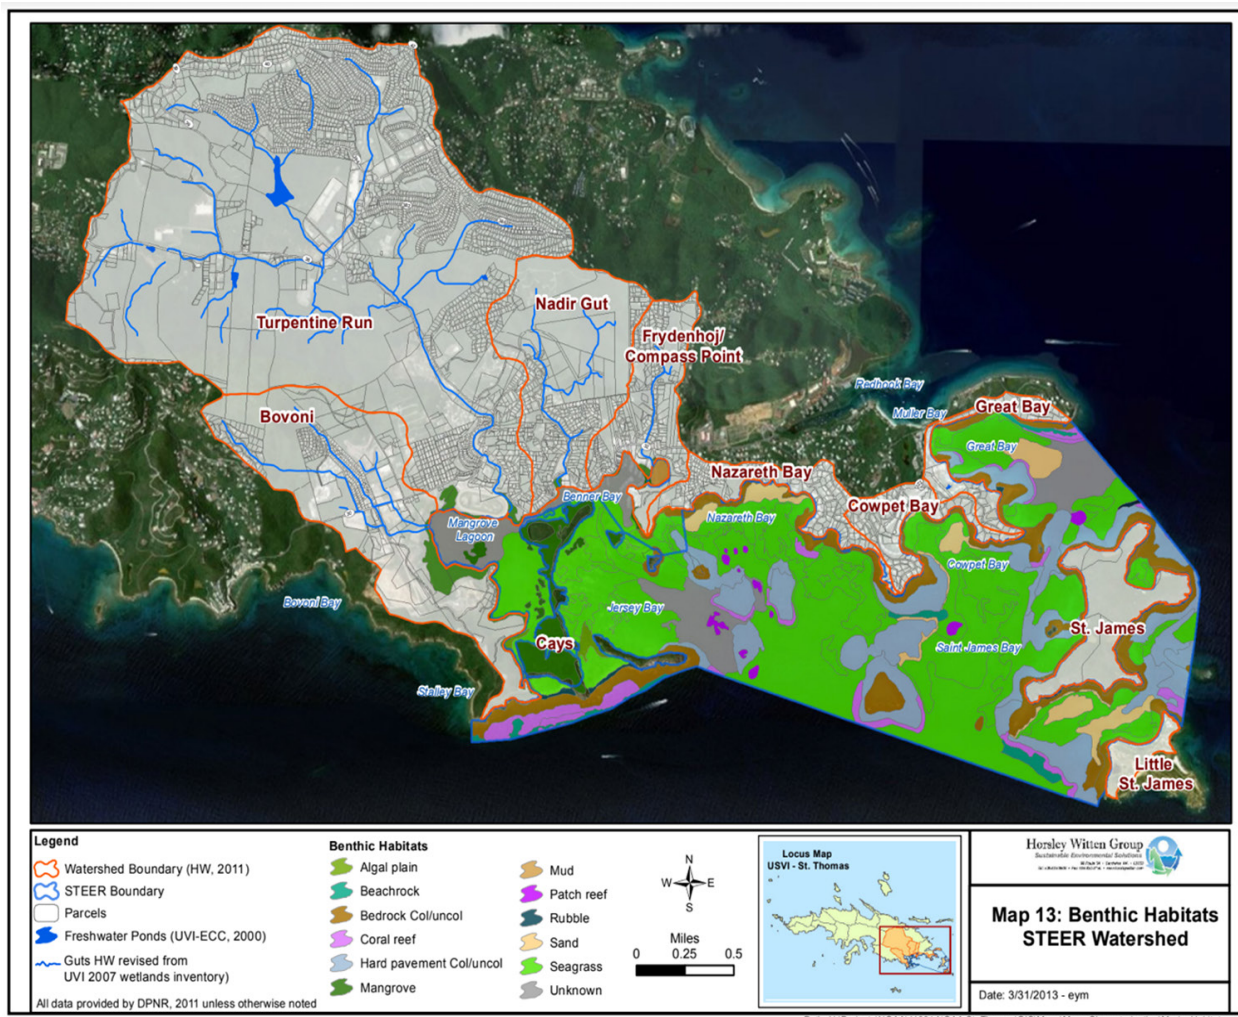 Turpentine Run
Nadir Gut
Frydenhoj/
Compass Point
Redhook Bay
Muller Bay
Great Bay
Bovoni
Great Bay
Nazareth Bay
Benner Bay
Cowpet Bay
Mangrove
Lagoon
Nazareth Bay
Cowpet Bay
Bovoni Bay
Jersey Bay
St. James
Cays
Saint James Bay
Stalley Bay
Little
St. James
Legend
Watershed Boundary (HW, 2011)
STEER Boundary
Parcels
Freshwater Ponds (UVI-ECC, 2000)
Guts HW revised from
UVI 2007 wetlands inventory)
All data provided by DPNR, 2011 unless otherwise noted
Benthic Habitats
Algal plain
Beachrock
Bedrock Col/uncol
Coral reef
Hard pavement Col/uncol
Mangrove
Mud
Patch reef
Rubble
Sand
Seagrass
Unknown
N
W E
S
Miles
0 0.25 0.5
Locus Map
USVI - St. Thomas
Horsley Witten Group
Sustainable Environmental Solutions
Map 13: Benthic Habitats
STEER Watershed
Date: 3/31/2013 - eym